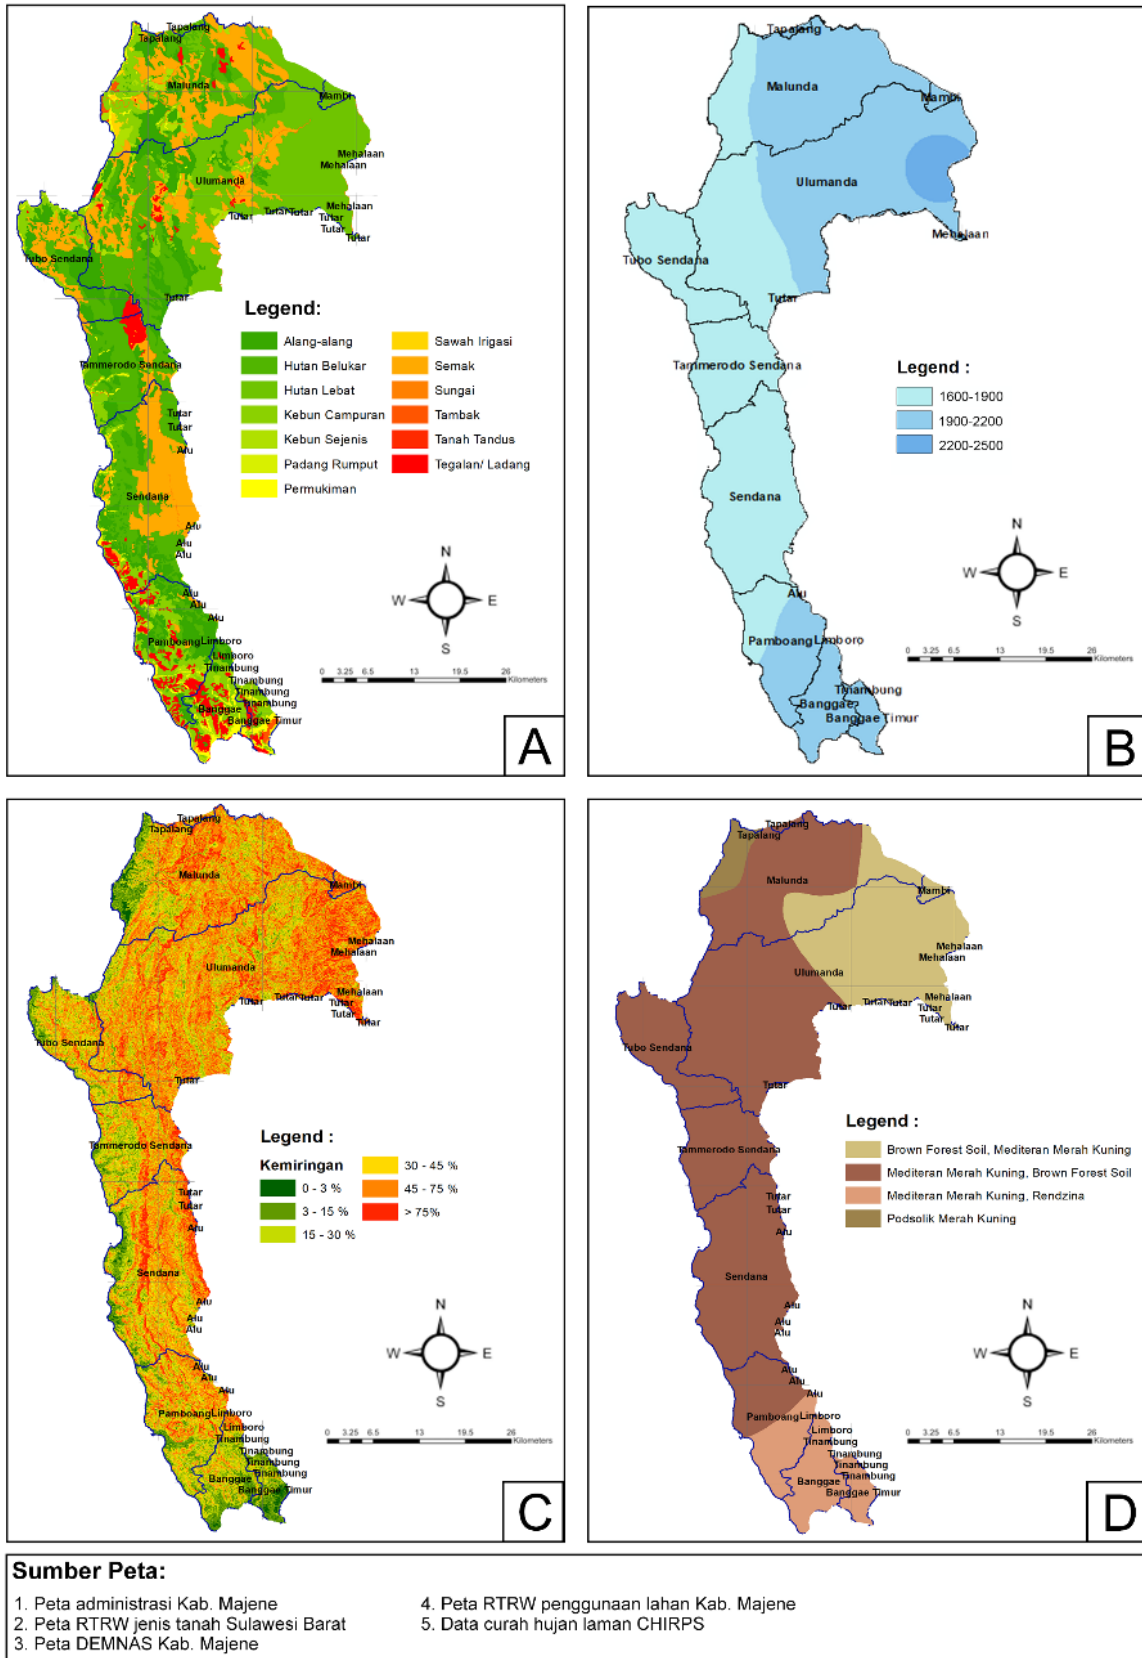 Tapalang
Tapalang
Malunda
Mambi
Mehalaan
Mehalaan
Ulumanda
Mehalaan
Tutar
Tutar
Tutar
Tutar
Tutar
Tubo Sendana
Tutar
Legend:
Alang-alang
Hutan Belukar
Hutan Lebat
Kebun Campuran
Kebun Sejenis
Padang Rumput
Permukiman
Sawah Irigasi
Semak
Sungai
Tambak
Tanah Tandus
Tegalan/ Ladang
Tammerodo Sendana
Tutar
Tutar
Alu
Sendana
Alu
Alu
Alu
Alu
Alu
Alu
Pamboang
Limboro
Limboro
Tinambung
Tinambung
Tinambung
Tinambung
Banggae
Banggae Timur
N
W
E
S
0 3.25 6.5 13 19.5 26
Kilometers
A
Tapalang
Malunda
Mambi
Ulumanda
Mehalaan
Tubo Sendana
Tutar
Tammerodo Sendana
Legend :
1600-1900
1900-2200
2200-2500
Sendana
Alu
Pamboang
Limboro
Tinambung
Banggae
Banggae Timur
N
W
E
S
0 3.25 6.5 13 19.5 26
Kilometers
B
Tapalang
Tapalang
Malunda
Mambi
Mehalaan
Mehalaan
Ulumanda
Mehalaan
Tutar
Tutar
Tutar
Tutar
Tutar
Tutar
Tubo Sendana
Tutar
Tammerodo Sendana
Legend :
Kemiringan
0 - 3 %
3 - 15 %
15 - 30 %
30 - 45 %
45 - 75 %
> 75%
Tutar
Tutar
Alu
Sendana
Alu
Alu
Alu
Alu
Alu
Alu
Pamboang
Limboro
Limboro
Tinambung
Tinambung
Tinambung
Tinambung
Banggae
Banggae Timur
N
W
E
S
0 3.25 6.5 13 19.5 26
Kilometers
C
Tapalang
Tapalang
Malunda
Mambi
Mehalaan
Mehalaan
Ulumanda
Mehalaan
Tutar
Tutar
Tutar
Tutar
Tutar
Tutar
Tubo Sendana
Tutar
Tammerodo Sendana
Legend :
Brown Forest Soil, Mediteran Merah Kuning
Mediteran Merah Kuning, Brown Forest Soil
Mediteran Merah Kuning, Rendzina
Podsolik Merah Kuning
Tutar
Tutar
Alu
Sendana
Alu
Alu
Alu
Alu
Alu
Alu
Pamboang
Limboro
Limboro
Tinambung
Tinambung
Tinambung
Tinambung
Banggae
Banggae Timur
N
W
E
S
0 3.25 6.5 13 19.5 26
Kilometers
D
Sumber Peta:
1. Peta administrasi Kab. Majene
2. Peta RTRW jenis tanah Sulawesi Barat
3. Peta DEMNAS Kab. Majene
4. Peta RTRW penggunaan lahan Kab. Majene
5. Data curah hujan laman CHIRPS